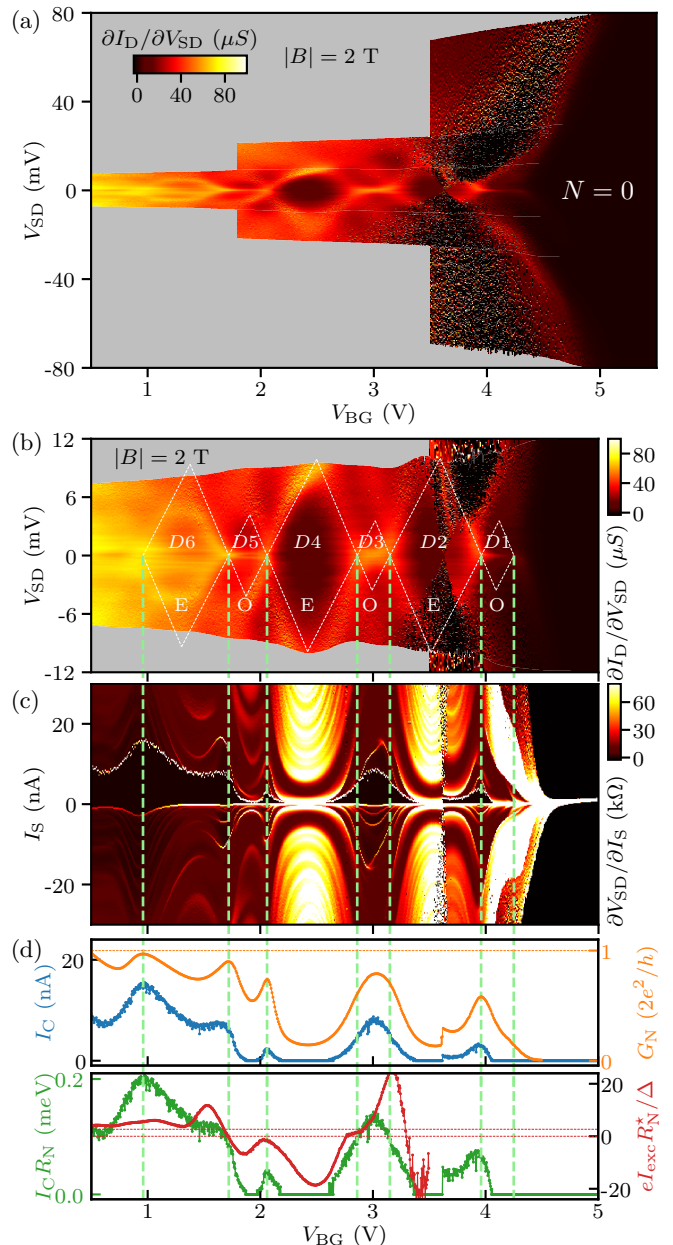 (a)
∂I_D/∂V_SD (μS)
0 40 80
|B| = 2 T
N = 0
80
40
0
-40
-80
V_SD (mV)
1 2 3 4 5
V_BG (V)
(b)
|B| = 2 T
12
6
0
-6
-12
V_SD (mV)
D6 D5 D4 D3 D2 D1
E O E O E O
80
40
0
∂I_D/∂V_SD (μS)
(c)
20
0
-20
I_S (nA)
60
30
0
∂V_SD/∂I_S (kΩ)
(d)
20
0
I_C (nA)
1
0
G_N (2e²/h)
0.2
0.0
I_C R_N (meV)
20
0
-20
eI_exc R_N^⋆/Δ
1 2 3 4 5
V_BG (V)